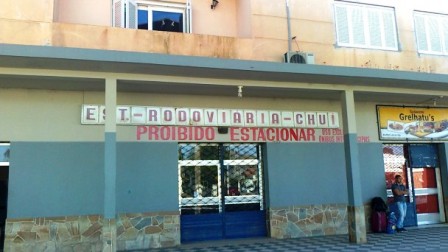 EST.-RODOVIARIA-CHUI
PROIBIDO ESTACIONAR
Grelhatu's